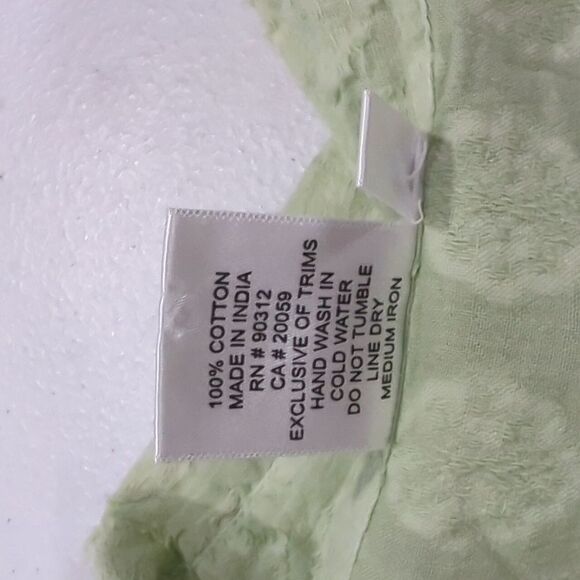 100% COTTON
MADE IN INDIA
RN # 90312
CA # 20059
EXCLUSIVE OF TRIMS
HAND WASH IN
COLD WATER
DO NOT TUMBLE
LINE DRY
MEDIUM IRON